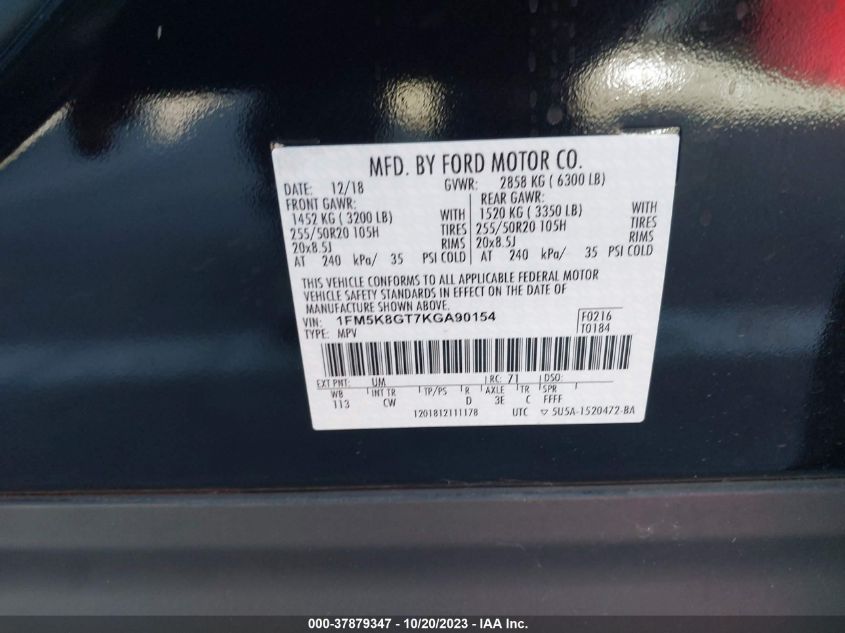 MFD. BY FORD MOTOR CO.
DATE: 12/18 GVWR: 2858 KG ( 6300 LB)
FRONT GAWR: REAR GAWR:
1452 KG ( 3200 LB) WITH 1520 KG ( 3350 LB) WITH
255/50R20 105H TIRES 255/50R20 105H TIRES
20x8.5J RIMS 20x8.5J RIMS
AT 240 kPa/ 35 PSI COLD AT 240 kPa/ 35 PSI COLD
THIS VEHICLE CONFORMS TO ALL APPLICABLE FEDERAL MOTOR
VEHICLE SAFETY STANDARDS IN EFFECT ON THE DATE OF
MANUFACTURE SHOWN ABOVE.
VIN: 1FM5K8GT7KGA90154 F0216
TYPE: MPV T0184
EXT PNT: UM RC: 71 DSO:
WB INT TR TP/PS R AXLE TR SPR
113 CW D 3E C FFFF
1201812111178 UTC ▽ 5U5A-1520472-BA
000-37879347 | 10/20/2023 - IAA Inc.